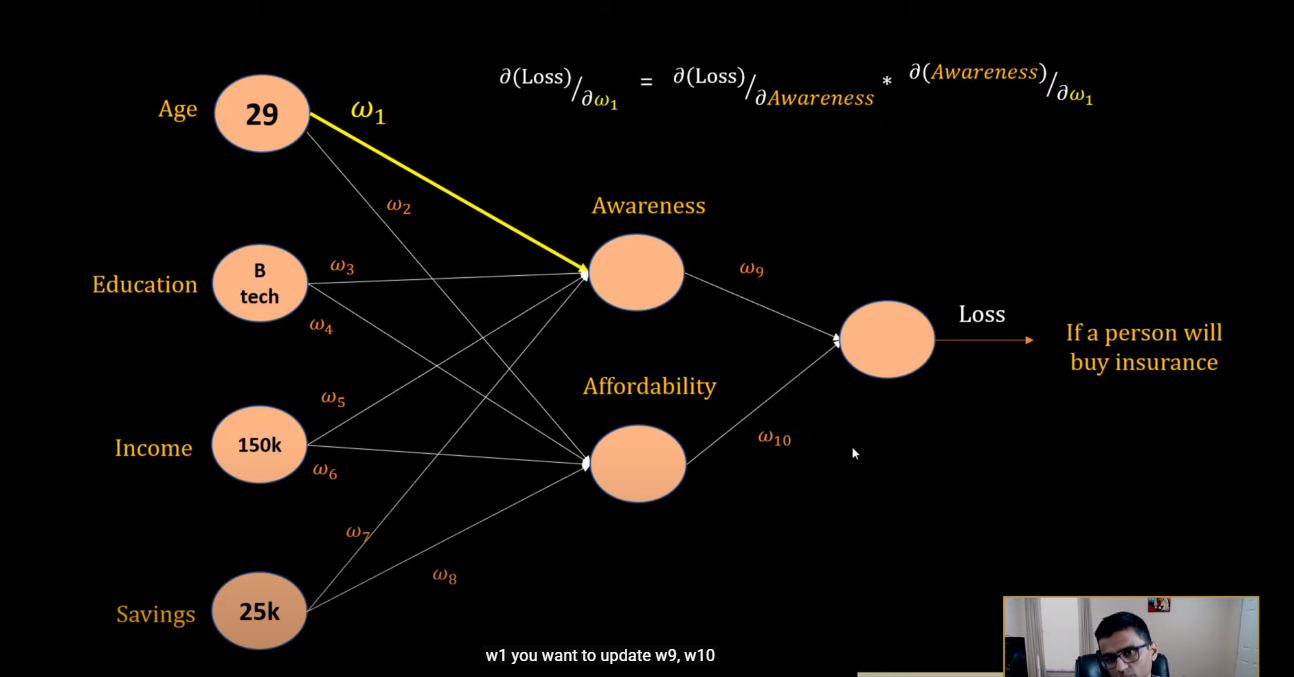 ∂(Loss)/∂ω₁ = ∂(Loss)/∂Awareness * ∂(Awareness)/∂ω₁
Age
29
ω₁
ω₂
Awareness
Education
B
tech
ω₃
ω₄
ω₉
Loss
If a person will
buy insurance
Affordability
Income
150k
ω₅
ω₆
ω₁₀
ω₇
ω₈
Savings
25k
w1 you want to update w9, w10